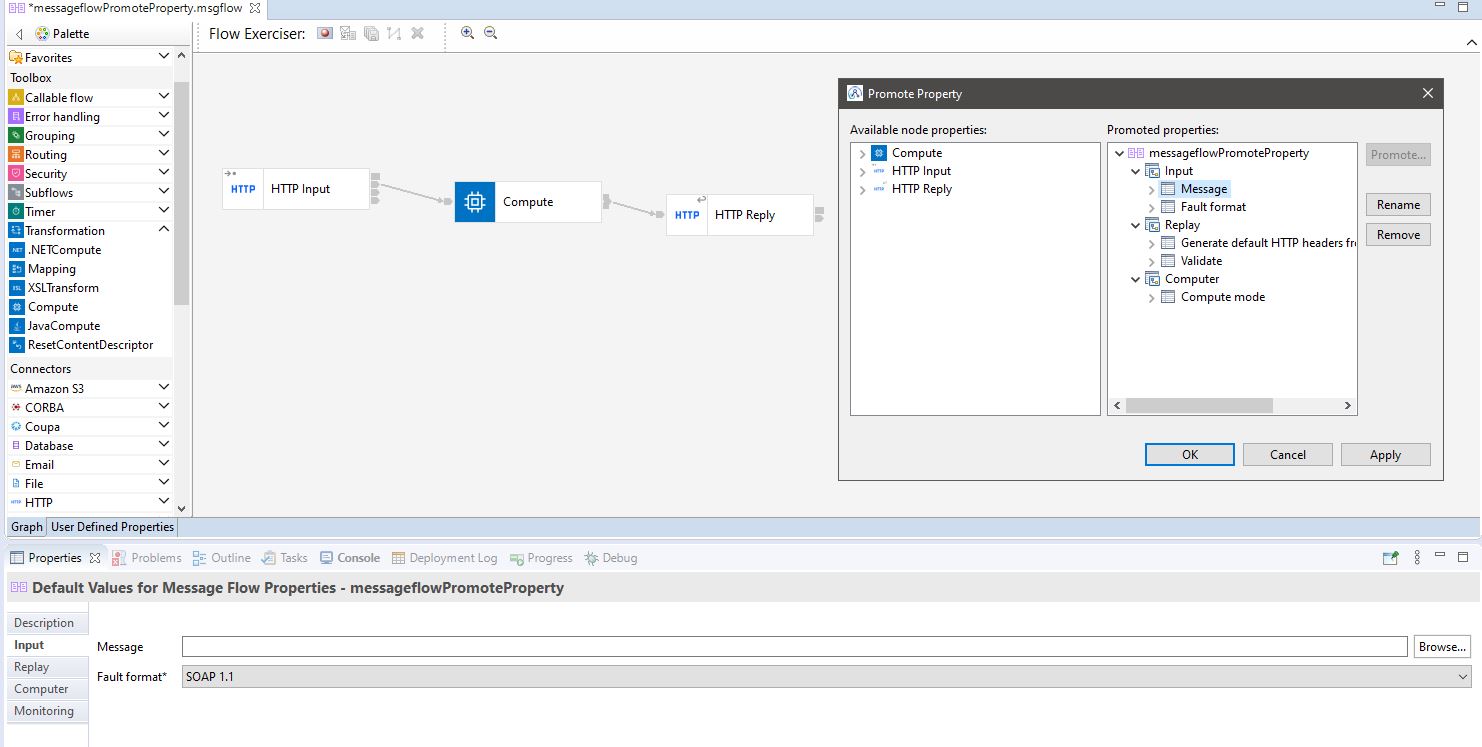 *messageflowPromoteProperty.msgflow
Palette
Flow Exerciser:
Favorites
Toolbox
Callable flow
Error handling
Grouping
Routing
Security
Subflows
Timer
Transformation
.NETCompute
Mapping
XSLTransform
Compute
JavaCompute
ResetContentDescriptor
Connectors
Amazon S3
CORBA
Coupa
Database
Email
File
HTTP
HTTP HTTP Input
Compute
HTTP HTTP Reply
Promote Property
Available node properties:
Compute
HTTP Input
HTTP Reply
Promoted properties:
messageflowPromoteProperty
Input
Message
Fault format
Replay
Generate default HTTP headers fr
Validate
Computer
Compute mode
Promote...
Rename
Remove
OK Cancel Apply
Graph User Defined Properties
Properties Problems Outline Tasks Console Deployment Log Progress Debug
Default Values for Message Flow Properties - messageflowPromoteProperty
Description
Input
Replay
Computer
Monitoring
Message Browse...
Fault format* SOAP 1.1